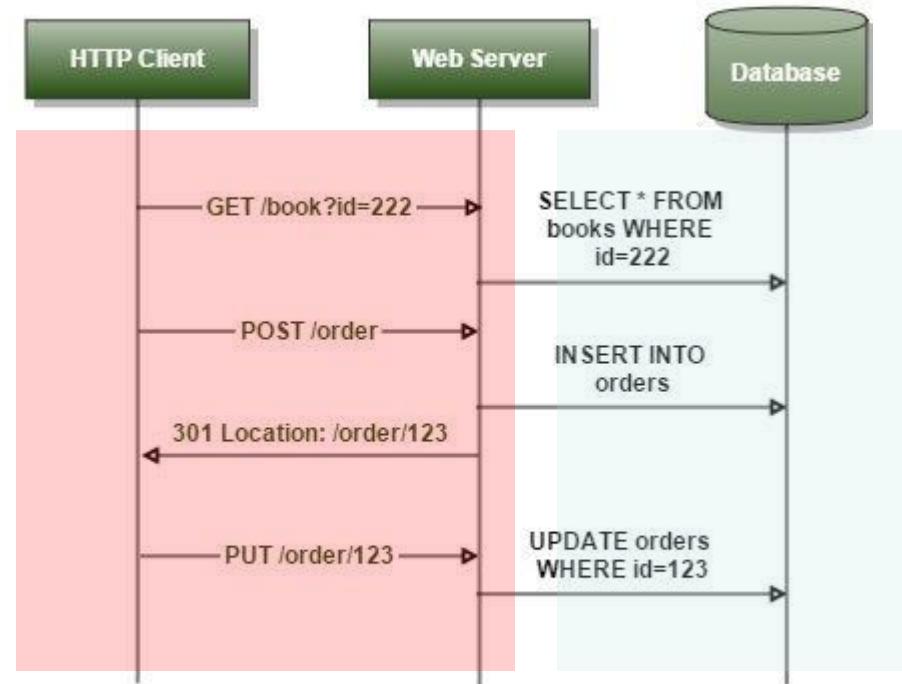 HTTP Client
Web Server
Database
GET /book?id=222
SELECT * FROM
books WHERE
id=222
POST /order
INSERT INTO
orders
301 Location: /order/123
PUT /order/123
UPDATE orders
WHERE id=123